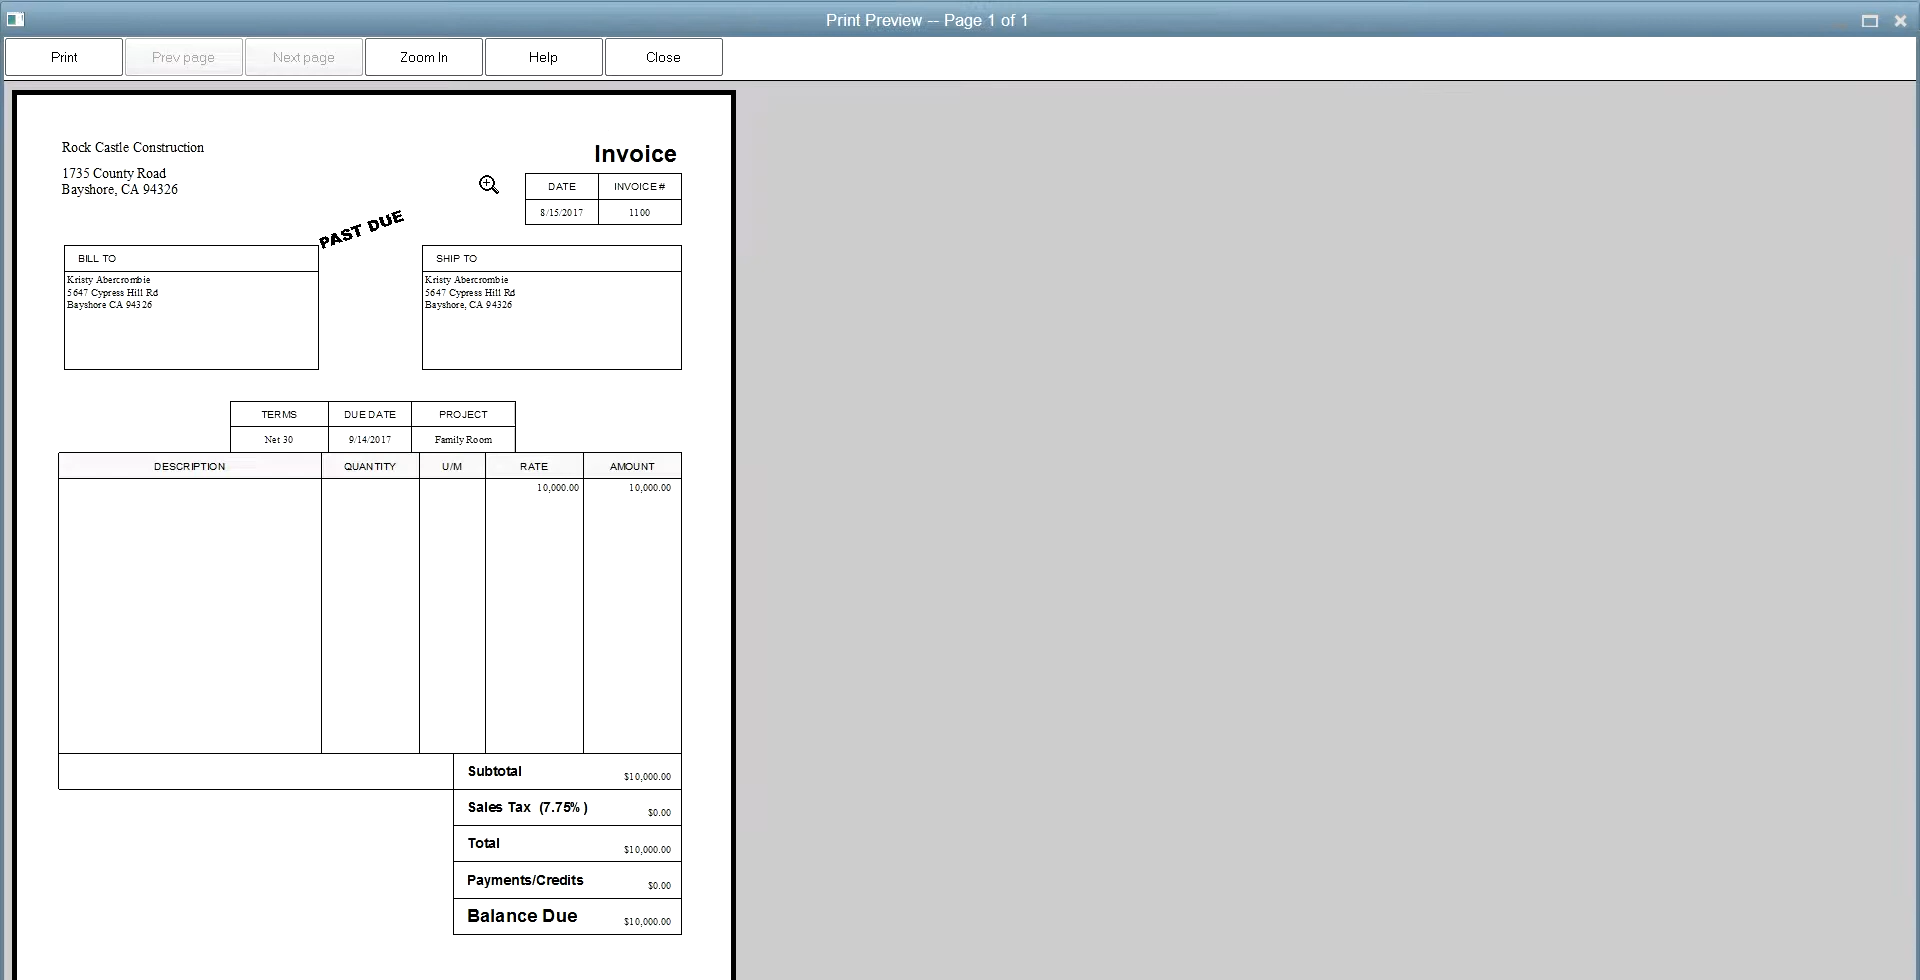 Print Preview -- Page 1 of 1
Print Prev page Next page Zoom In Help Close
Rock Castle Construction
1735 County Road
Bayshore, CA 94326
Invoice
DATE INVOICE #
8/15/2017 1100
PAST DUE
BILL TO
Kristy Abercrombie
5647 Cypress Hill Rd
Bayshore CA 94326
SHIP TO
Kristy Abercrombie
5647 Cypress Hill Rd
Bayshore, CA 94326
TERMS DUE DATE PROJECT
Net 30 9/14/2017 Family Room
DESCRIPTION QUANTITY U/M RATE AMOUNT
10,000.00 10,000.00
Subtotal $10,000.00
Sales Tax (7.75%) $0.00
Total $10,000.00
Payments/Credits $0.00
Balance Due $10,000.00